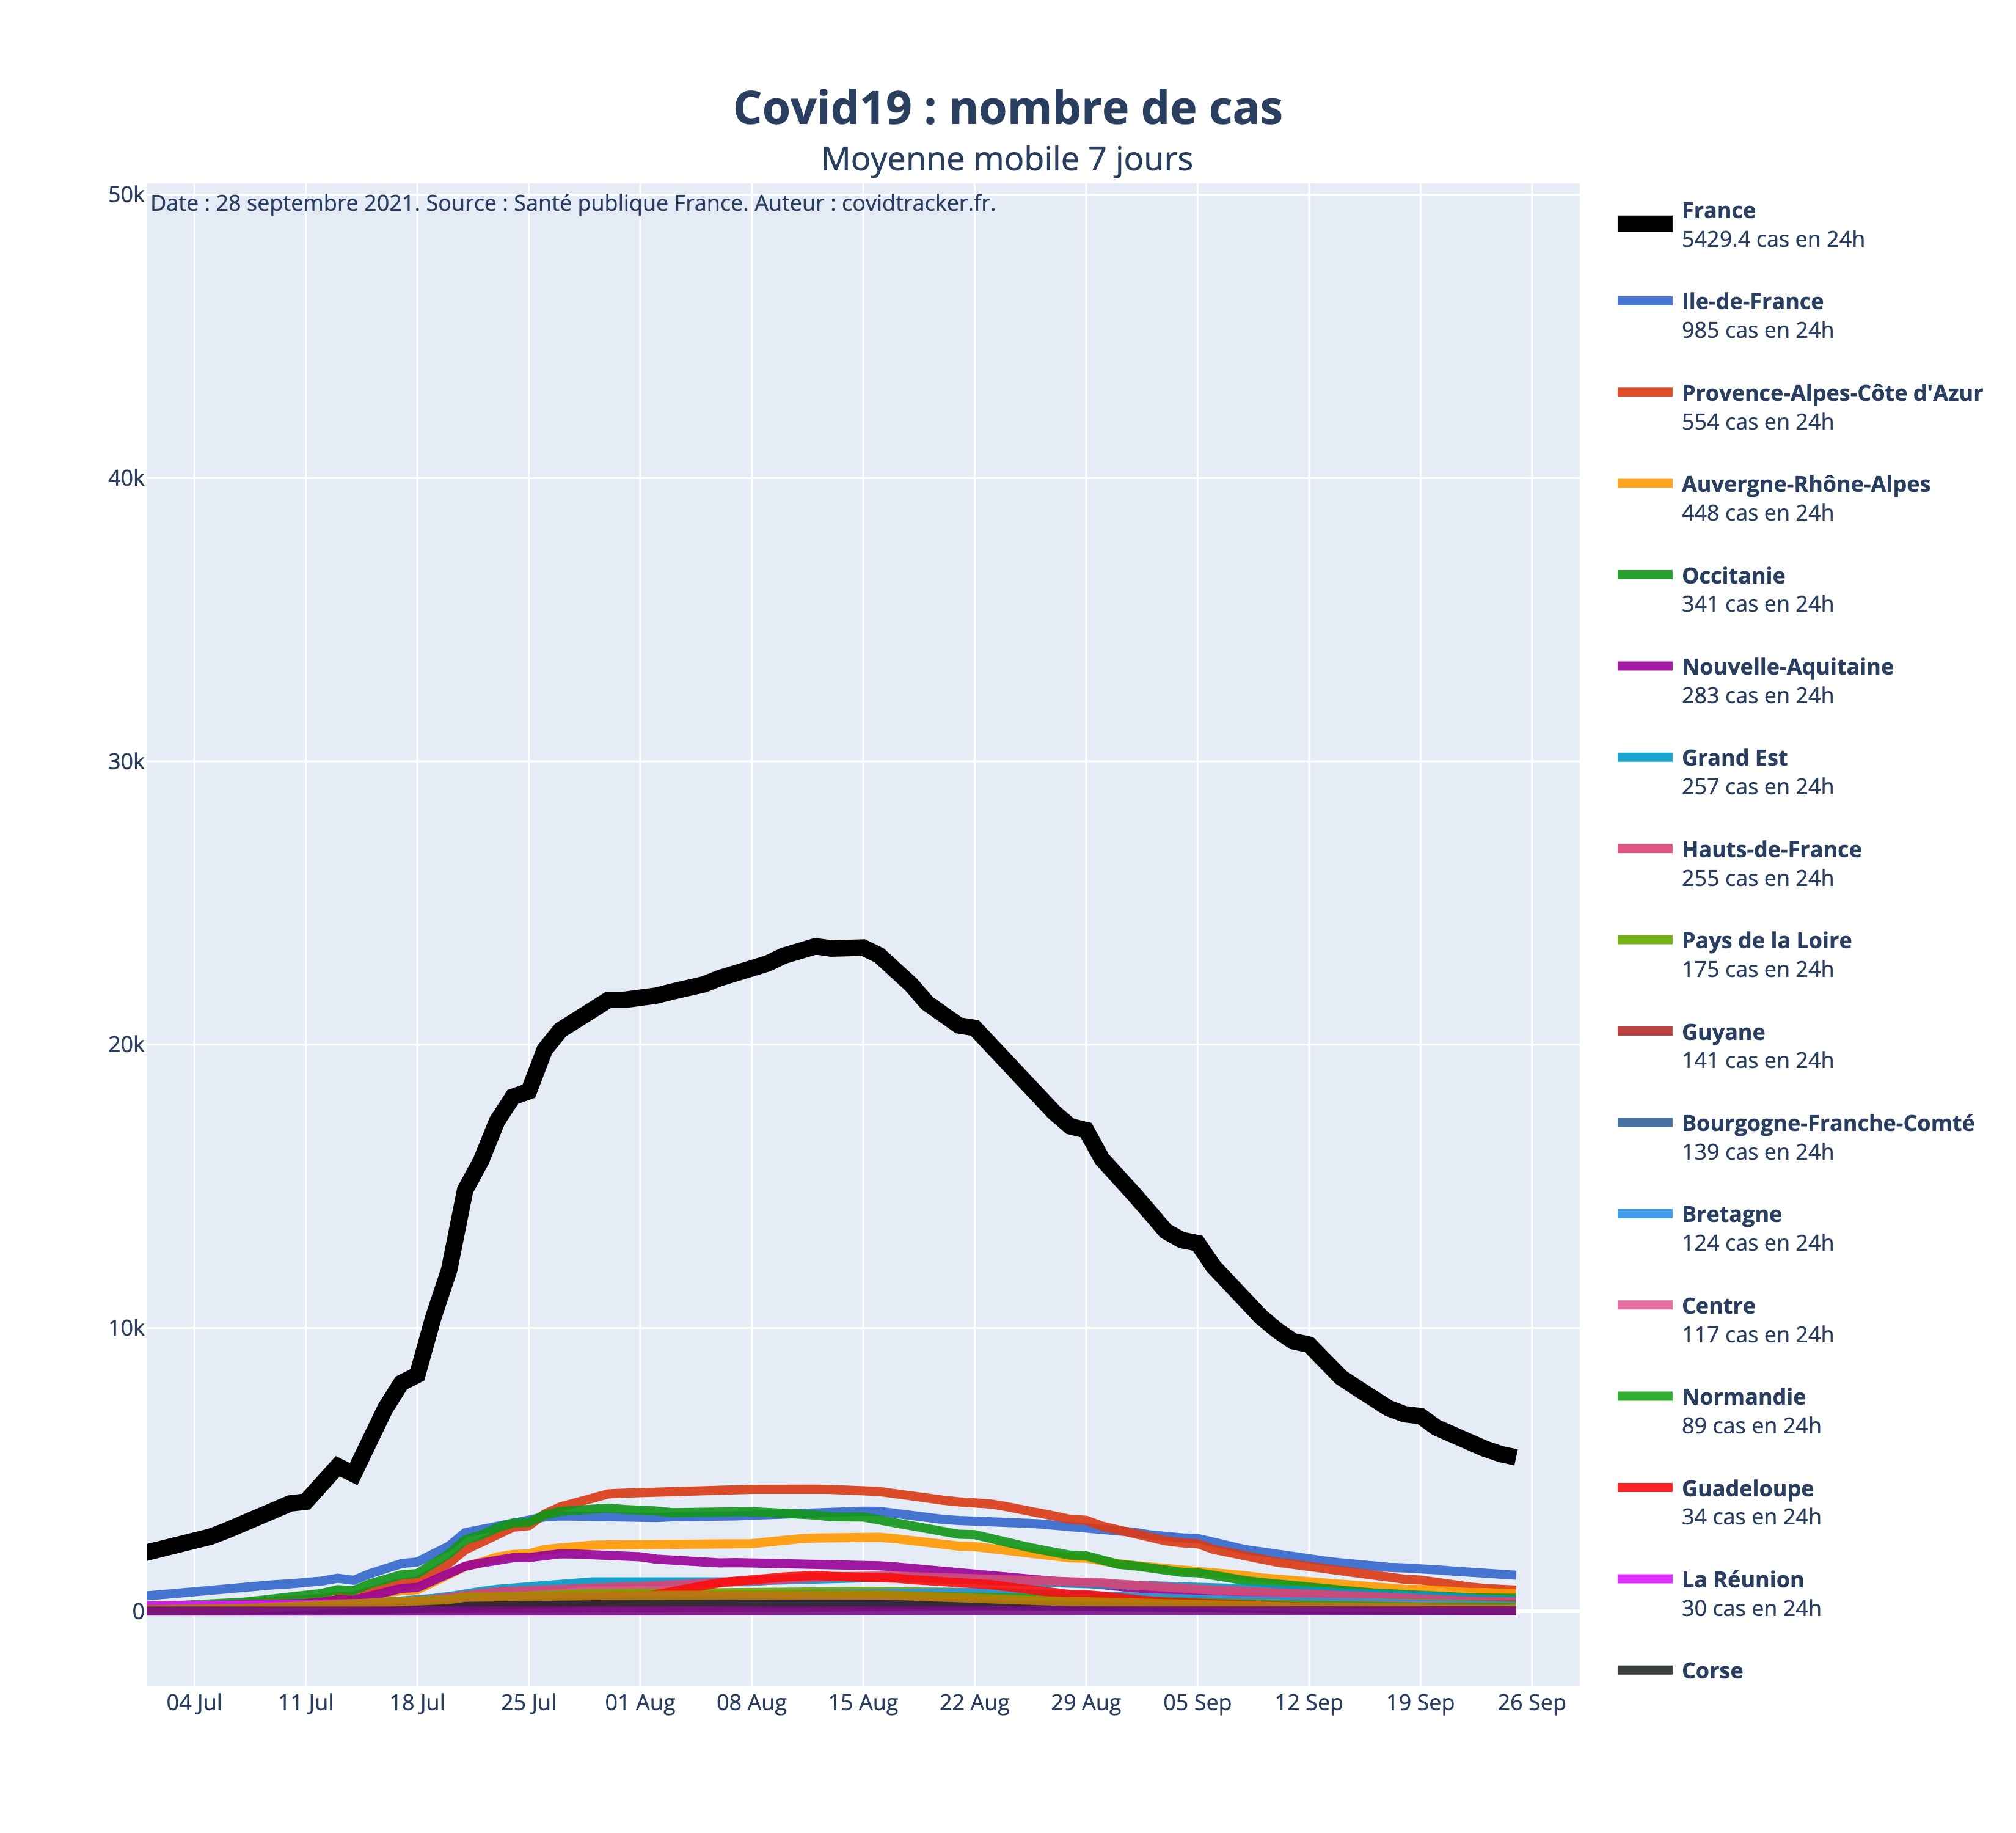 Covid19 : nombre de cas
Moyenne mobile 7 jours
Date : 28 septembre 2021. Source : Santé publique France. Auteur : covidtracker.fr.
50k
40k
30k
20k
10k
0
04 Jul
11 Jul
18 Jul
25 Jul
01 Aug
08 Aug
15 Aug
22 Aug
29 Aug
05 Sep
12 Sep
19 Sep
26 Sep
France
5429.4 cas en 24h
Ile-de-France
985 cas en 24h
Provence-Alpes-Côte d'Azur
554 cas en 24h
Auvergne-Rhône-Alpes
448 cas en 24h
Occitanie
341 cas en 24h
Nouvelle-Aquitaine
283 cas en 24h
Grand Est
257 cas en 24h
Hauts-de-France
255 cas en 24h
Pays de la Loire
175 cas en 24h
Guyane
141 cas en 24h
Bourgogne-Franche-Comté
139 cas en 24h
Bretagne
124 cas en 24h
Centre
117 cas en 24h
Normandie
89 cas en 24h
Guadeloupe
34 cas en 24h
La Réunion
30 cas en 24h
Corse